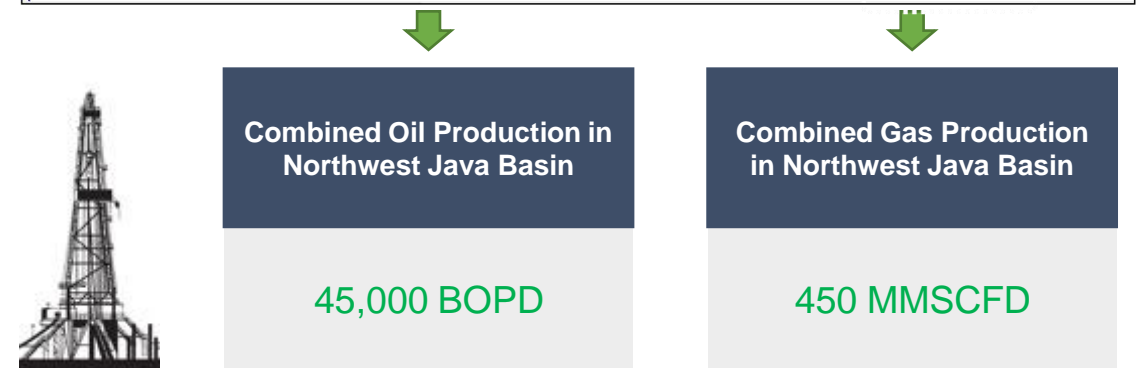 Combined Oil Production in
Northwest Java Basin
Combined Gas Production
in Northwest Java Basin
45,000 BOPD
450 MMSCFD